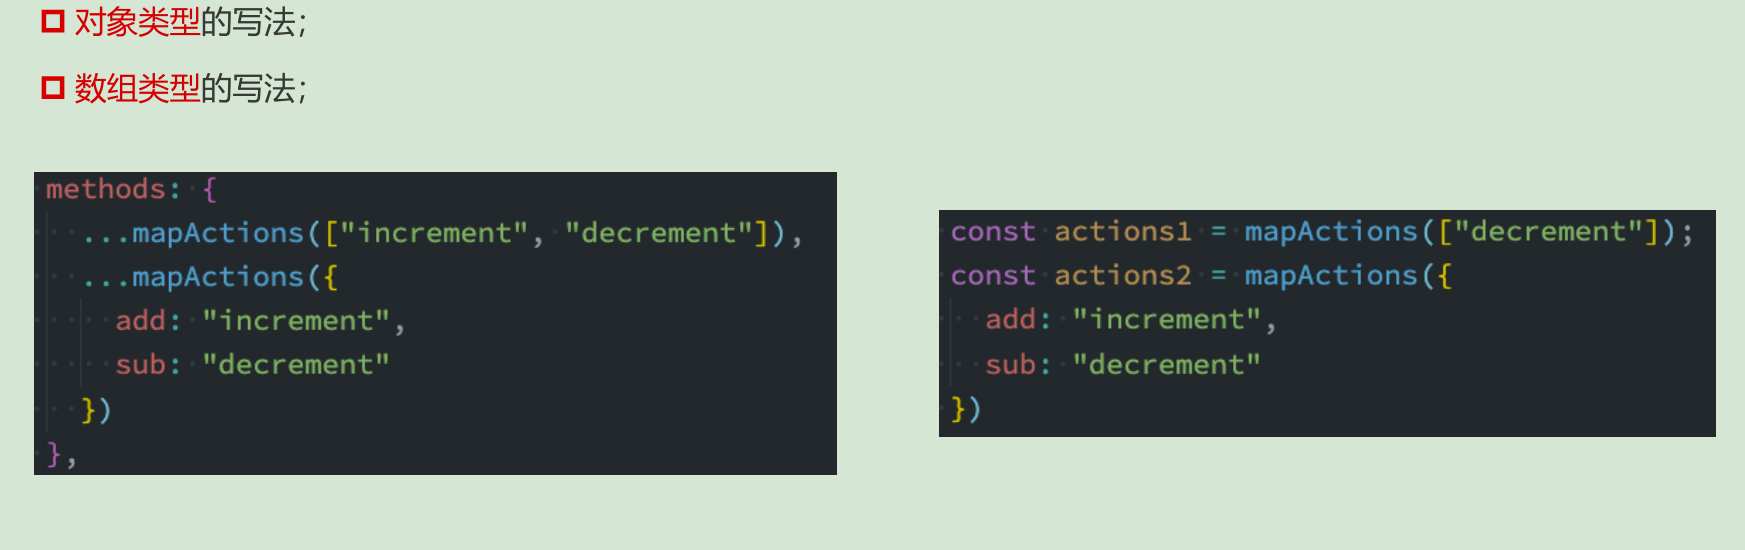 对象类型的写法；
数组类型的写法；
methods: {
...mapActions(["increment", "decrement"]),
...mapActions({
add: "increment",
sub: "decrement"
})
},
const actions1 = mapActions(["decrement"]);
const actions2 = mapActions({
add: "increment",
sub: "decrement"
})